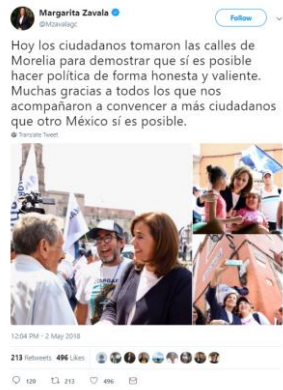 Margarita Zavala
@Mzavalagc
Follow
Hoy los ciudadanos tomaron las calles de
Morelia para demostrar que sí es posible
hacer política de forma honesta y valiente.
Muchas gracias a todos los que nos
acompañaron a convencer a más ciudadanos
que otro México sí es posible.
Translate Tweet
12:04 PM - 2 May 2018
213 Retweets 496 Likes
128 213 496